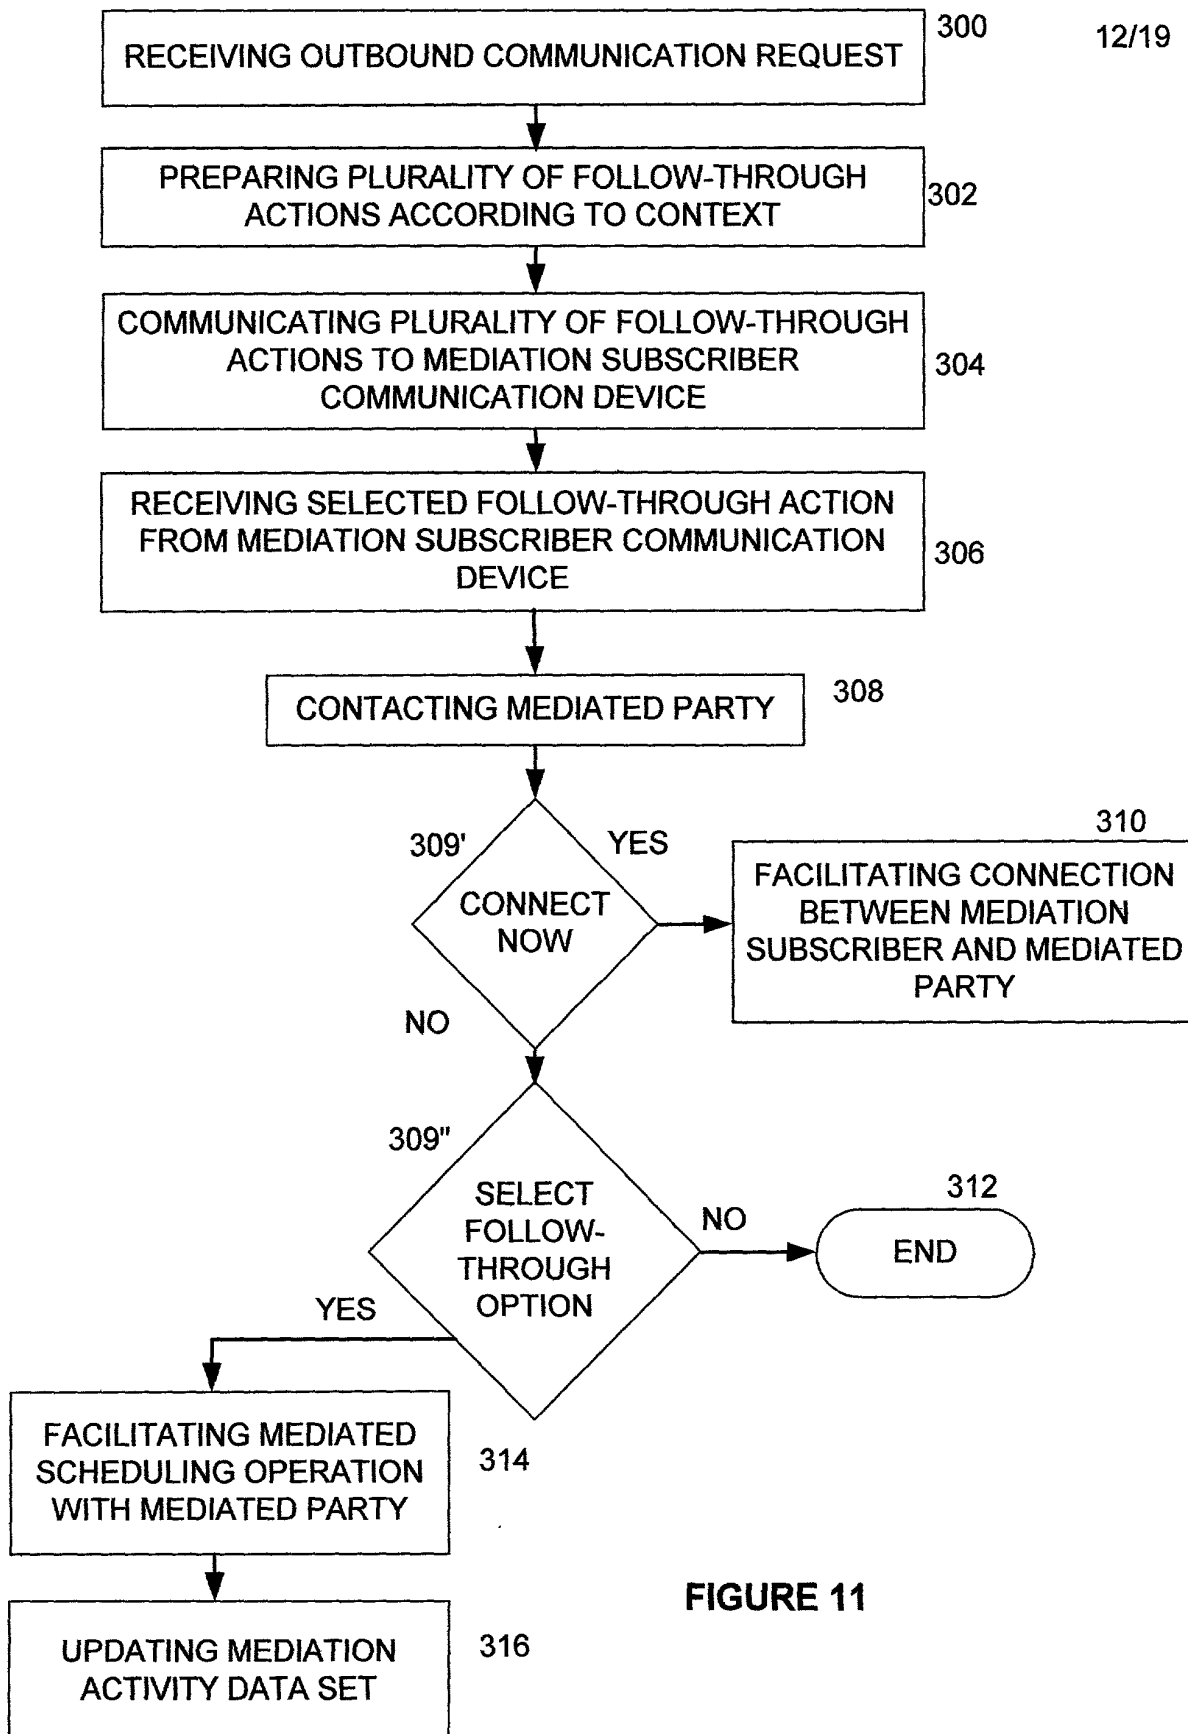 12/19
300
RECEIVING OUTBOUND COMMUNICATION REQUEST
PREPARING PLURALITY OF FOLLOW-THROUGH
ACTIONS ACCORDING TO CONTEXT
302
COMMUNICATING PLURALITY OF FOLLOW-THROUGH
ACTIONS TO MEDIATION SUBSCRIBER
COMMUNICATION DEVICE
304
RECEIVING SELECTED FOLLOW-THROUGH ACTION
FROM MEDIATION SUBSCRIBER COMMUNICATION
DEVICE
306
CONTACTING MEDIATED PARTY
308
309'
CONNECT
NOW
YES
310
FACILITATING CONNECTION
BETWEEN MEDIATION
SUBSCRIBER AND MEDIATED
PARTY
NO
309"
SELECT
FOLLOW-
THROUGH
OPTION
NO
312
END
YES
FACILITATING MEDIATED
SCHEDULING OPERATION
WITH MEDIATED PARTY
314
UPDATING MEDIATION
ACTIVITY DATA SET
316
FIGURE 11